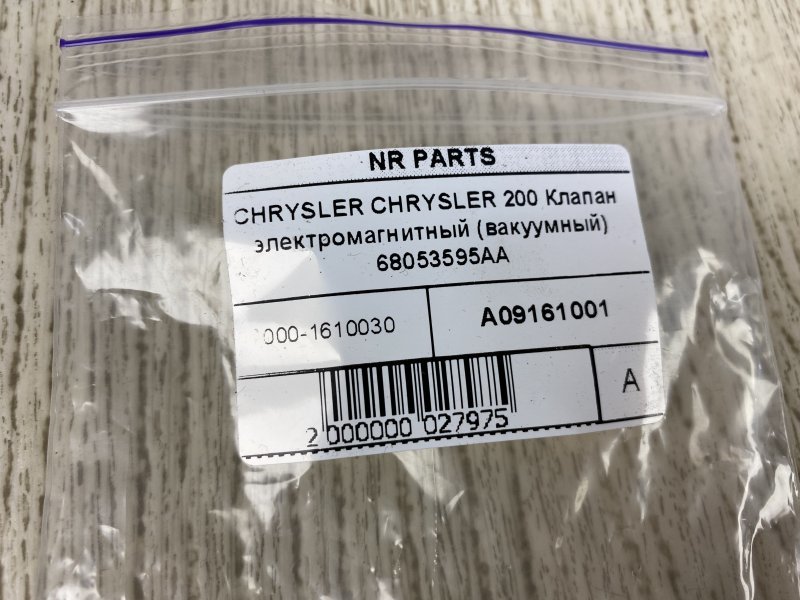 NR PARTS
CHRYSLER CHRYSLER 200 Клапан
электромагнитный (вакуумный)
68053595AA
000-1610030
A09161001
A
2 000000 027975